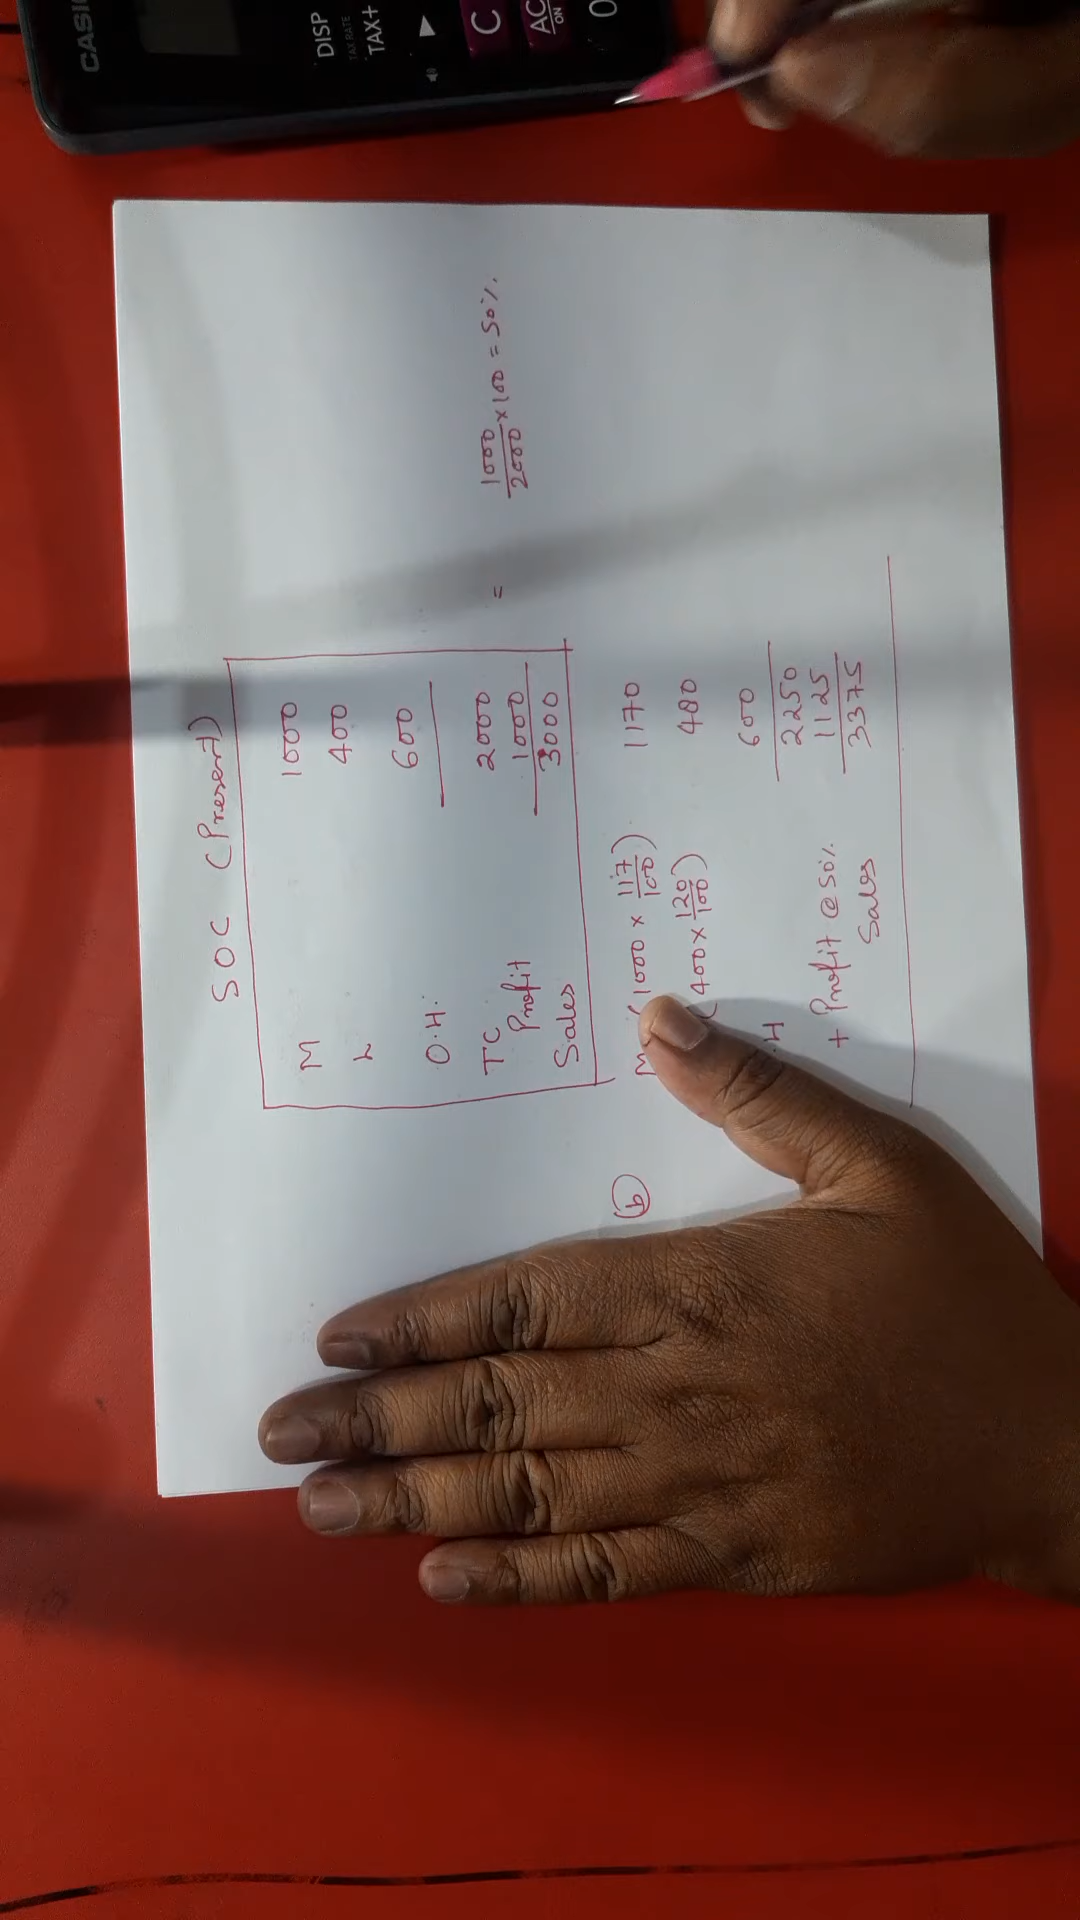 CASIO
DISP
TAX RATE
TAX+
▶
C
AC
ON
0
SOC (Present)
M 1000
L 400
O.H. 600
TC 2000 = 1000/2000 × 100 = 50%.
Profit 1000
Sales 3000
(b) M (1000 × 117/100) 1170
(400 × 120/100) 480
.H 600
2250
+ Profit @ 50% 1125
Sales 3375